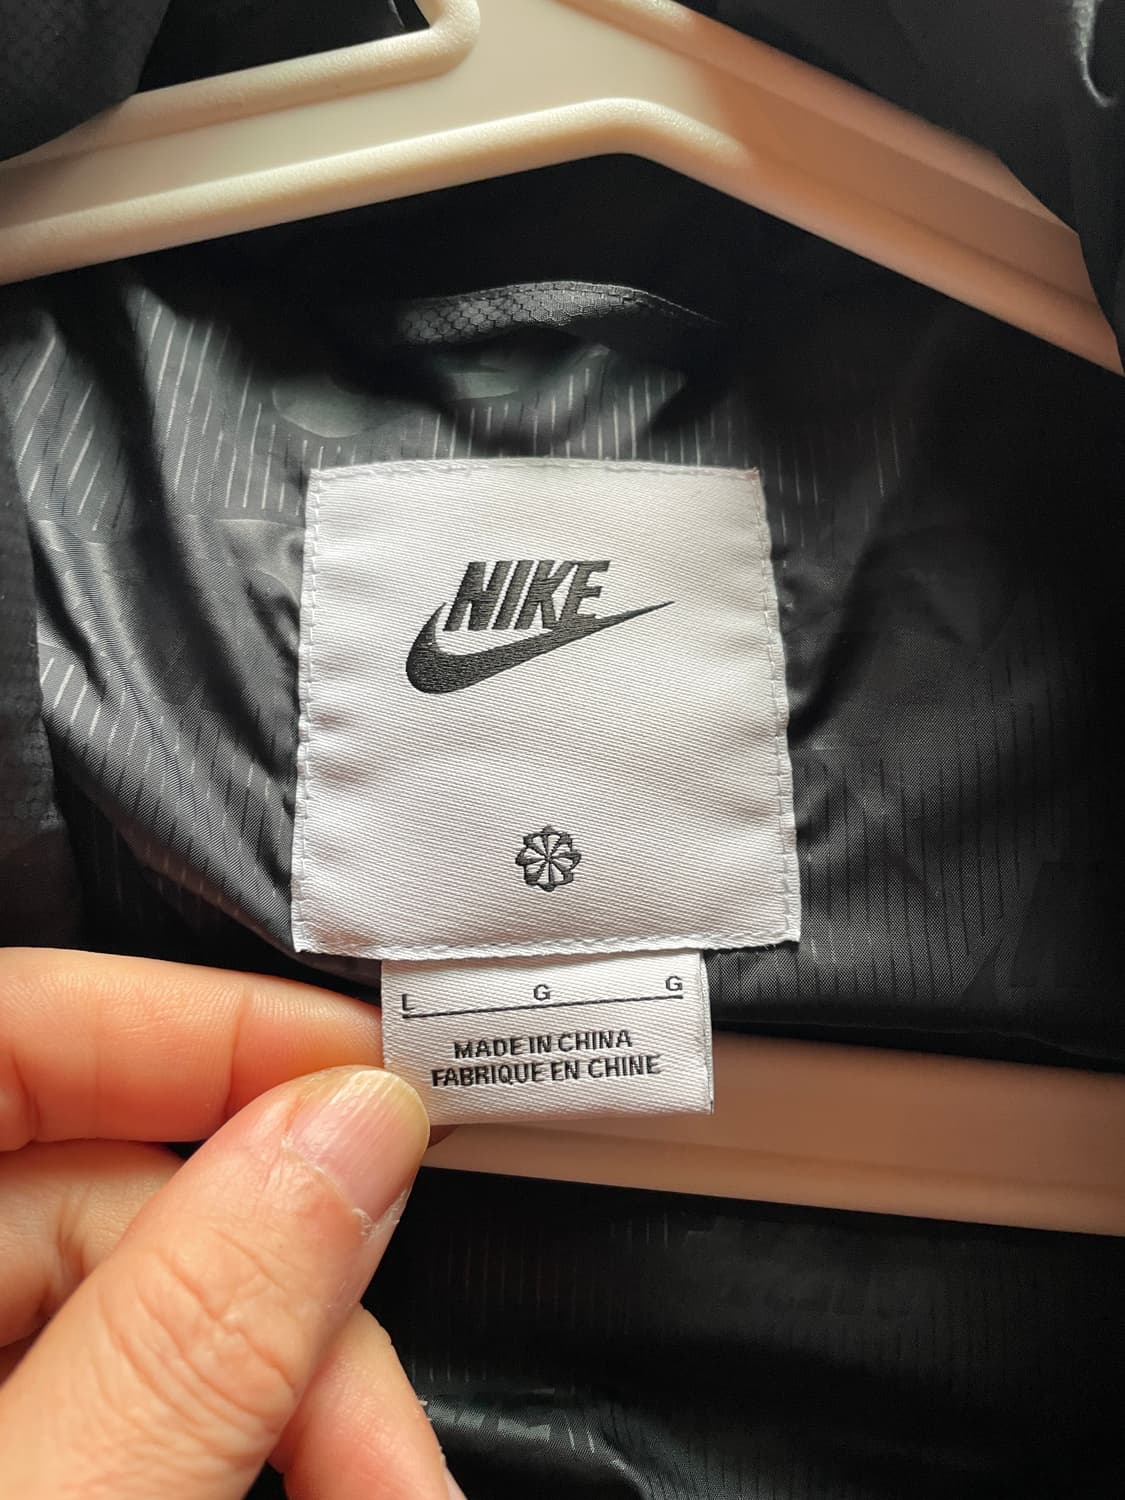 NIKE
L G G
MADE IN CHINA
FABRIQUE EN CHINE